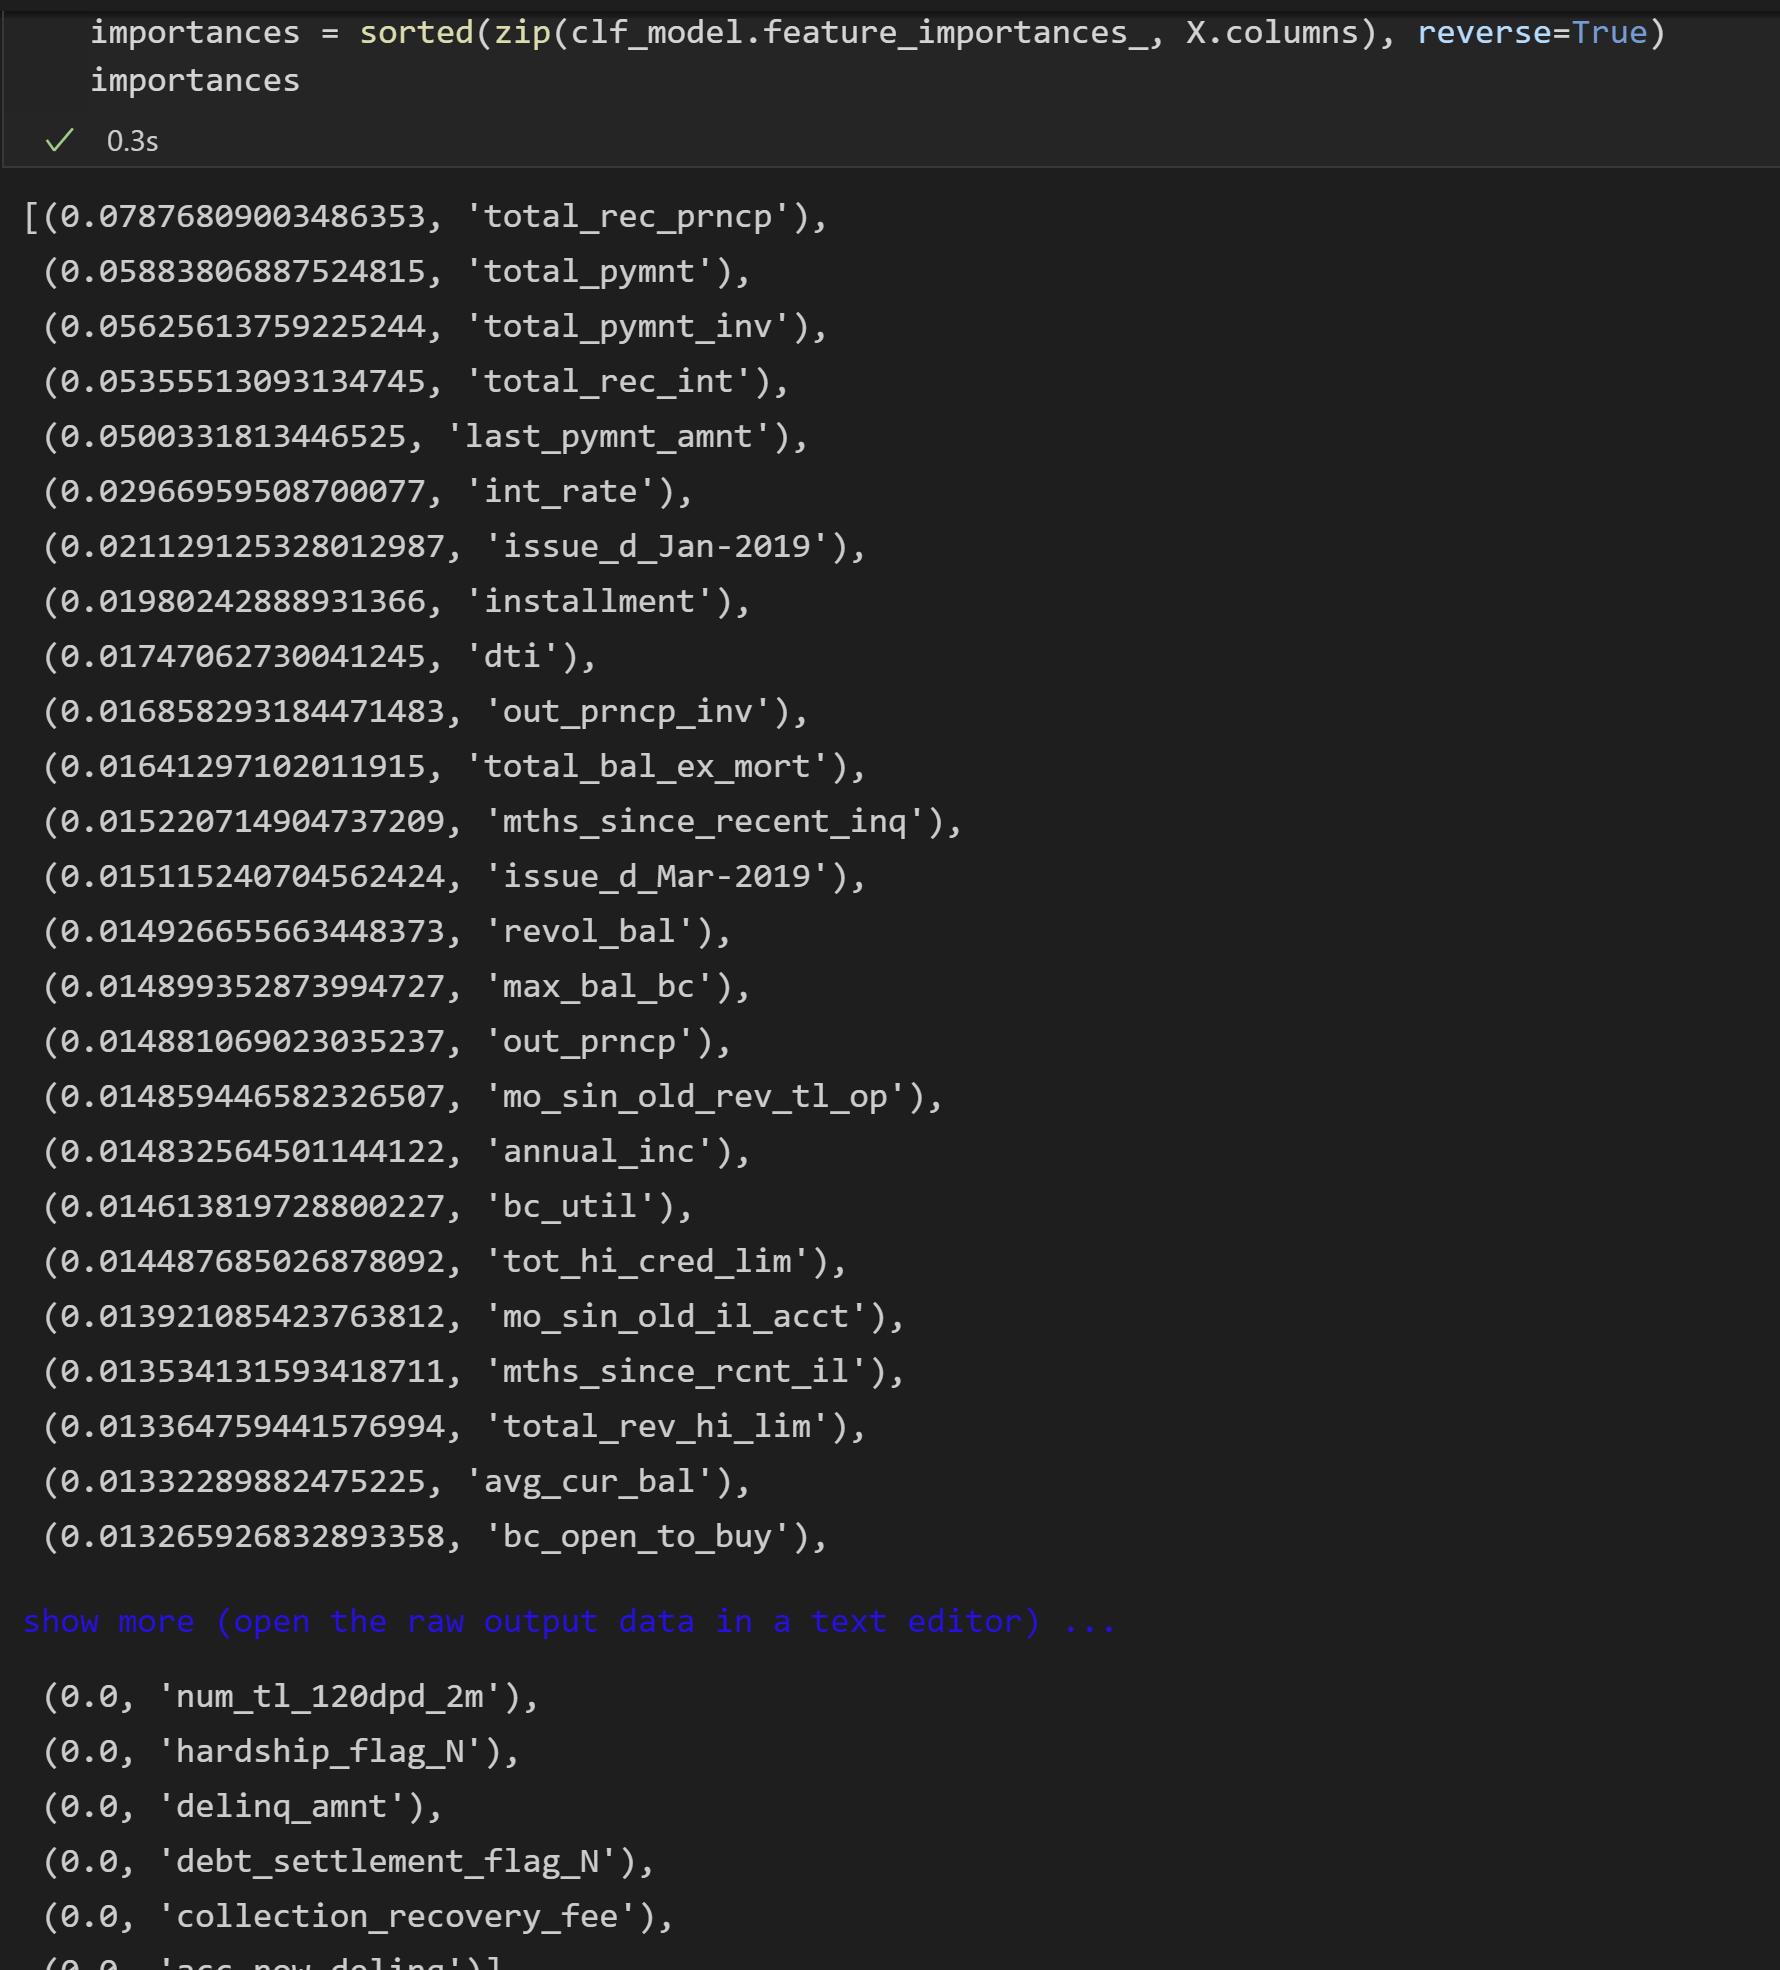 importances = sorted(zip(clf_model.feature_importances_, X.columns), reverse=True)
importances
0.3s
[(0.07876809003486353, 'total_rec_prncp'),
(0.05883806887524815, 'total_pymnt'),
(0.05625613759225244, 'total_pymnt_inv'),
(0.05355513093134745, 'total_rec_int'),
(0.0500331813446525, 'last_pymnt_amnt'),
(0.02966959508700077, 'int_rate'),
(0.021129125328012987, 'issue_d_Jan-2019'),
(0.01980242888931366, 'installment'),
(0.01747062730041245, 'dti'),
(0.016858293184471483, 'out_prncp_inv'),
(0.01641297102011915, 'total_bal_ex_mort'),
(0.015220714904737209, 'mths_since_recent_inq'),
(0.015115240704562424, 'issue_d_Mar-2019'),
(0.014926655663448373, 'revol_bal'),
(0.014899352873994727, 'max_bal_bc'),
(0.014881069023035237, 'out_prncp'),
(0.014859446582326507, 'mo_sin_old_rev_tl_op'),
(0.014832564501144122, 'annual_inc'),
(0.014613819728800227, 'bc_util'),
(0.014487685026878092, 'tot_hi_cred_lim'),
(0.013921085423763812, 'mo_sin_old_il_acct'),
(0.013534131593418711, 'mths_since_rcnt_il'),
(0.013364759441576994, 'total_rev_hi_lim'),
(0.01332289882475225, 'avg_cur_bal'),
(0.013265926832893358, 'bc_open_to_buy'),
show more (open the raw output data in a text editor) ...
(0.0, 'num_tl_120dpd_2m'),
(0.0, 'hardship_flag_N'),
(0.0, 'delinq_amnt'),
(0.0, 'debt_settlement_flag_N'),
(0.0, 'collection_recovery_fee'),
(0.0, 'acc_now_delinq')]